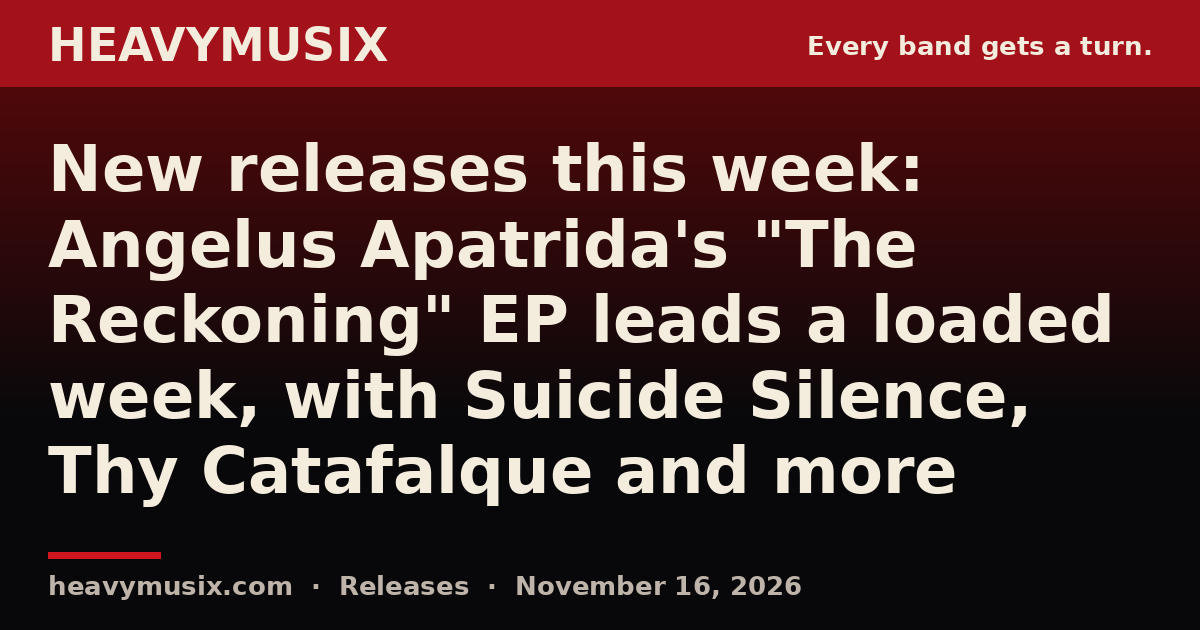 HEAVYMUSIX
Every band gets a turn.
New releases this week:
Angelus Apatrida's "The
Reckoning" EP leads a loaded
week, with Suicide Silence,
Thy Catafalque and more
heavymusix.com · Releases · November 16, 2026